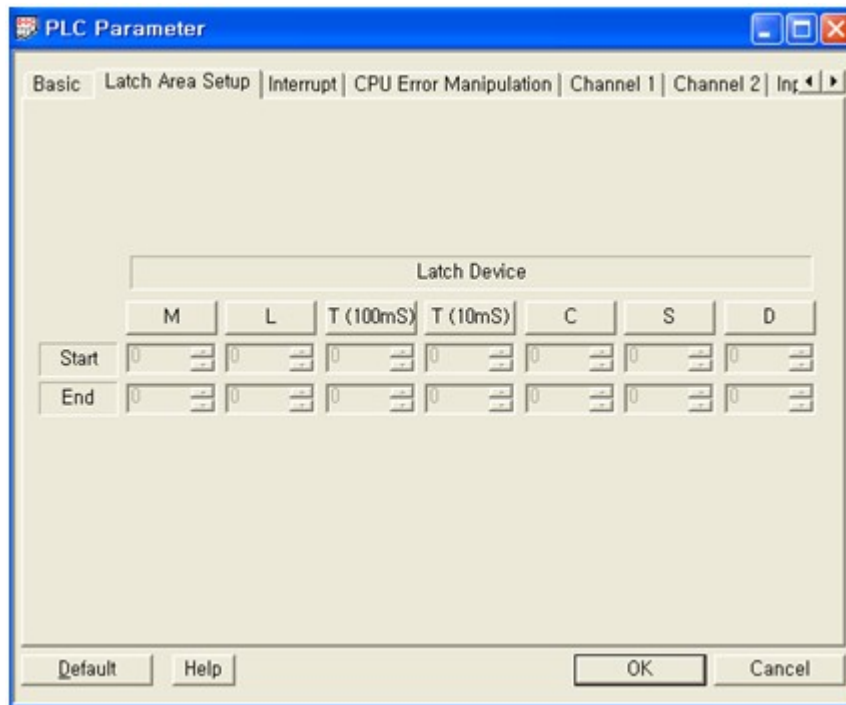 PLC Parameter
Basic Latch Area Setup Interrupt CPU Error Manipulation Channel 1 Channel 2
Latch Device
M L T (100mS) T (10mS) C S D
Start 0 0 0 0 0 0 0
End 0 0 0 0 0 0 0
Default Help OK Cancel